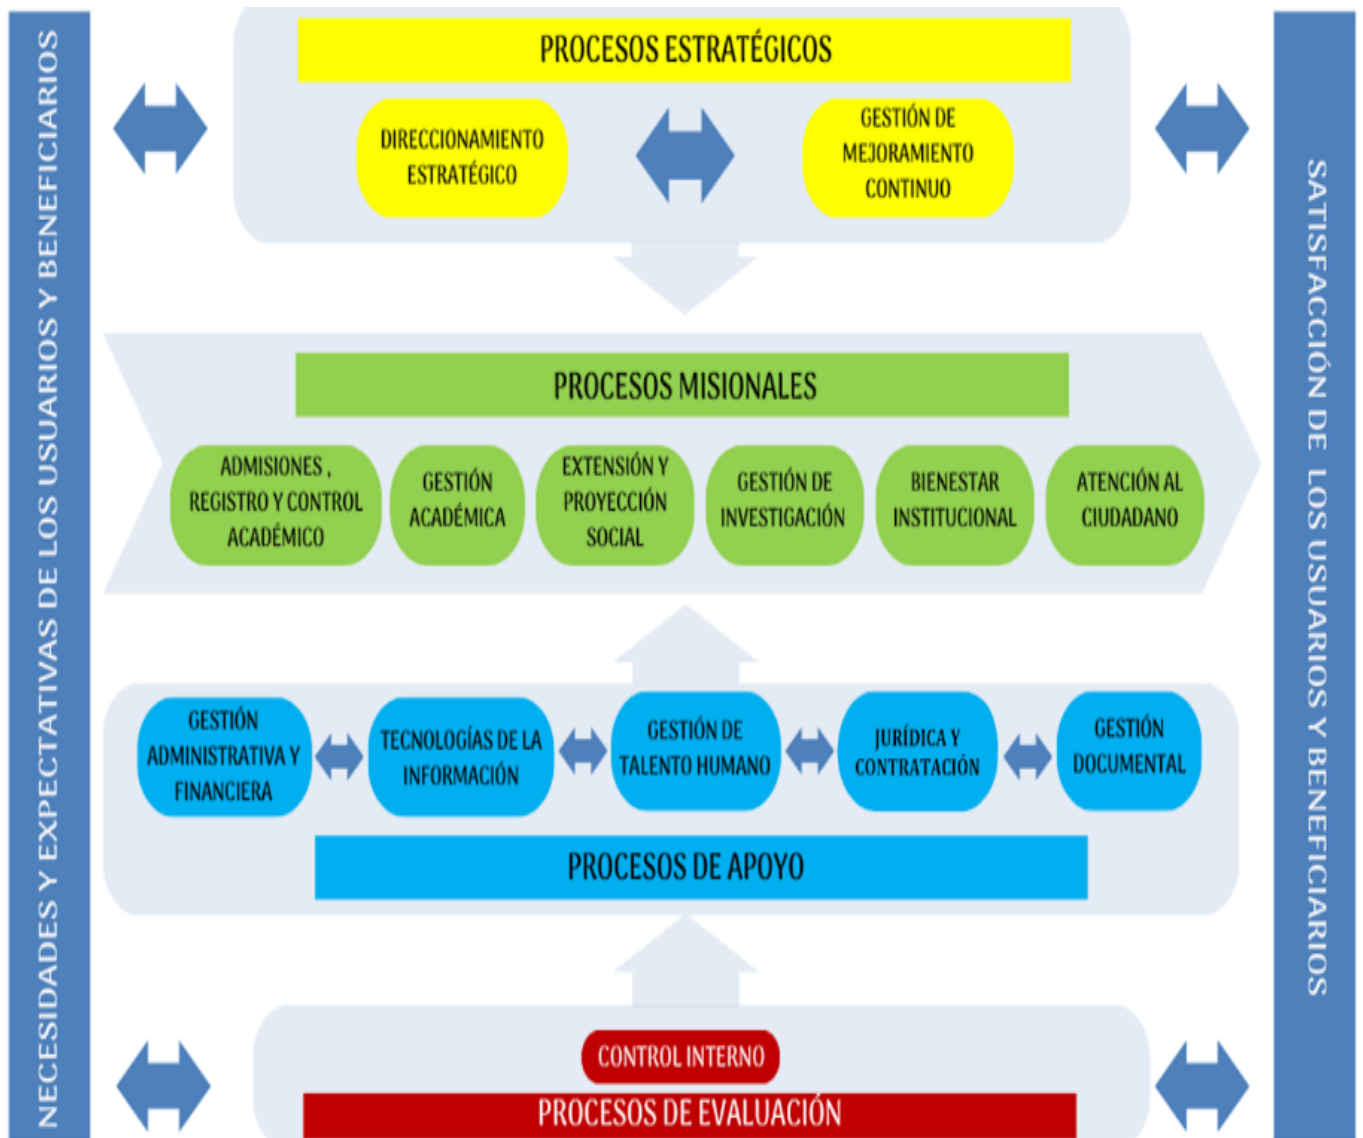 NECESIDADES Y EXPECTATIVAS DE LOS USUARIOS Y BENEFICIARIOS
PROCESOS ESTRATÉGICOS
DIRECCIONAMIENTO
ESTRATÉGICO
GESTIÓN DE
MEJORAMIENTO
CONTINUO
PROCESOS MISIONALES
ADMISIONES ,
REGISTRO Y CONTROL
ACADÉMICO
GESTIÓN
ACADÉMICA
EXTENSIÓN Y
PROYECCIÓN
SOCIAL
GESTIÓN DE
INVESTIGACIÓN
BIENESTAR
INSTITUCIONAL
ATENCIÓN AL
CIUDADANO
GESTIÓN
ADMINISTRATIVA Y
FINANCIERA
TECNOLOGÍAS DE LA
INFORMACIÓN
GESTIÓN DE
TALENTO HUMANO
JURÍDICA Y
CONTRATACIÓN
GESTIÓN
DOCUMENTAL
PROCESOS DE APOYO
CONTROL INTERNO
PROCESOS DE EVALUACIÓN
SATISFACCIÓN DE LOS USUARIOS Y BENEFICIARIOS